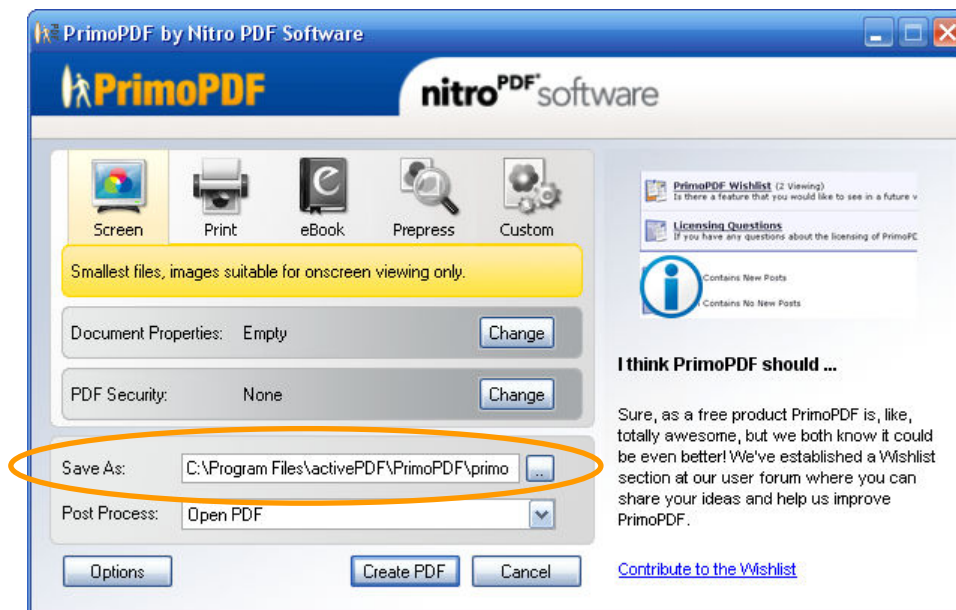 PrimoPDF by Nitro PDF Software
PrimoPDF
nitroPDF® software
Screen Print eBook Prepress Custom
Smallest files, images suitable for onscreen viewing only.
Document Properties: Empty Change
PDF Security: None Change
Save As: C:\Program Files\activePDF\PrimoPDF\primo ..
Post Process: Open PDF
Options Create PDF Cancel
PrimoPDF Wishlist (2 Viewing)
Is there a feature that you would like to see in a future v
Licensing Questions
If you have any questions about the licensing of PrimoPD
Contains New Posts
Contains No New Posts
I think PrimoPDF should ...
Sure, as a free product PrimoPDF is, like,
totally awesome, but we both know it could
be even better! We've established a Wishlist
section at our user forum where you can
share your ideas and help us improve
PrimoPDF.
Contribute to the Wishlist